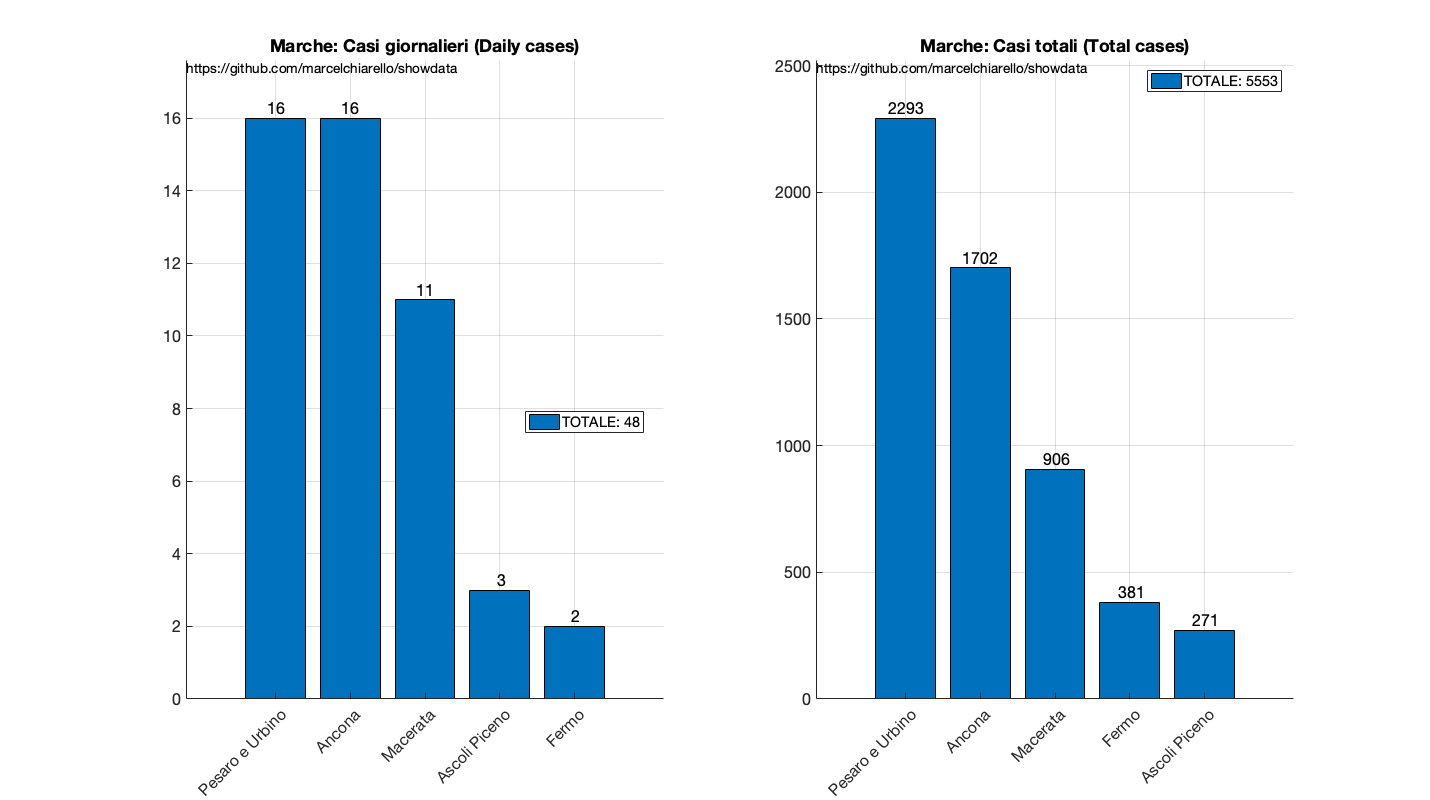 Marche: Casi giornalieri (Daily cases)
https://github.com/marcelchiarello/showdata
16
14
12
10
8
6
4
2
0
16
16
11
3
2
TOTALE: 48
Pesaro e Urbino
Ancona
Macerata
Ascoli Piceno
Fermo
Marche: Casi totali (Total cases)
https://github.com/marcelchiarello/showdata
2500
2000
1500
1000
500
0
TOTALE: 5553
2293
1702
906
381
271
Pesaro e Urbino
Ancona
Macerata
Fermo
Ascoli Piceno